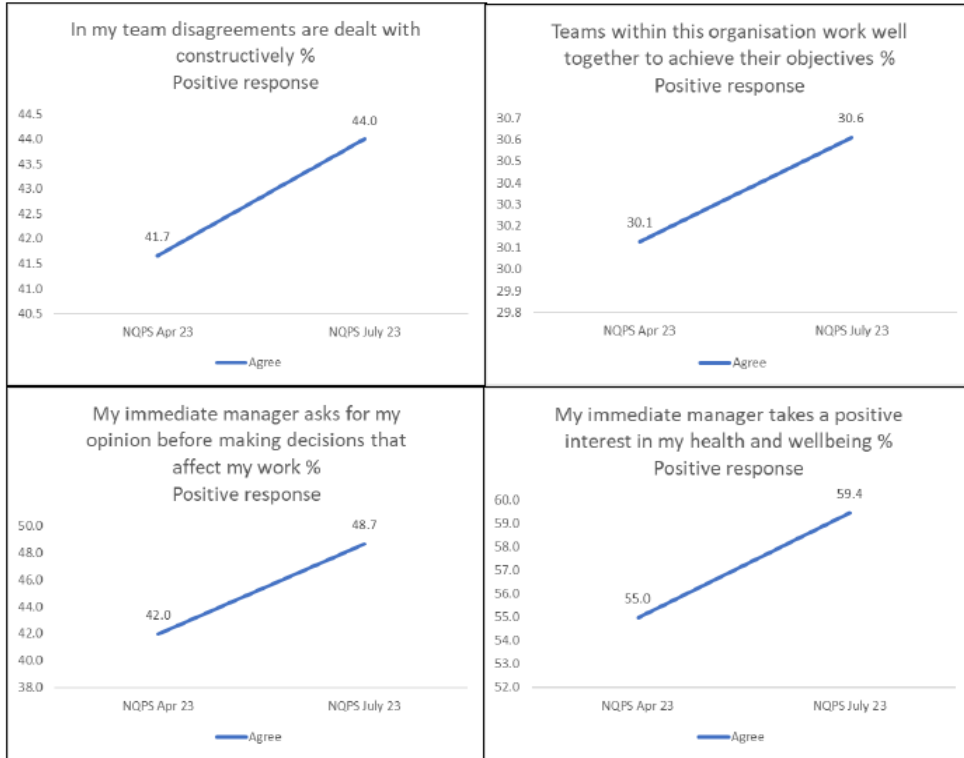 In my team disagreements are dealt with
constructively %
Positive response
44.5
44.0
43.5
43.0
42.5
42.0
41.5
41.0
40.5
41.7
44.0
NQPS Apr 23
NQPS July 23
Agree
Teams within this organisation work well
together to achieve their objectives %
Positive response
30.7
30.6
30.5
30.4
30.3
30.2
30.1
30.0
29.9
29.8
30.1
30.6
NQPS Apr 23
NQPS July 23
Agree
My immediate manager asks for my
opinion before making decisions that
affect my work %
Positive response
50.0
48.0
46.0
44.0
42.0
40.0
38.0
42.0
48.7
NQPS Apr 23
NQPS July 23
Agree
My immediate manager takes a positive
interest in my health and wellbeing %
Positive response
60.0
59.0
58.0
57.0
56.0
55.0
54.0
53.0
52.0
55.0
59.4
NQPS Apr 23
NQPS July 23
Agree